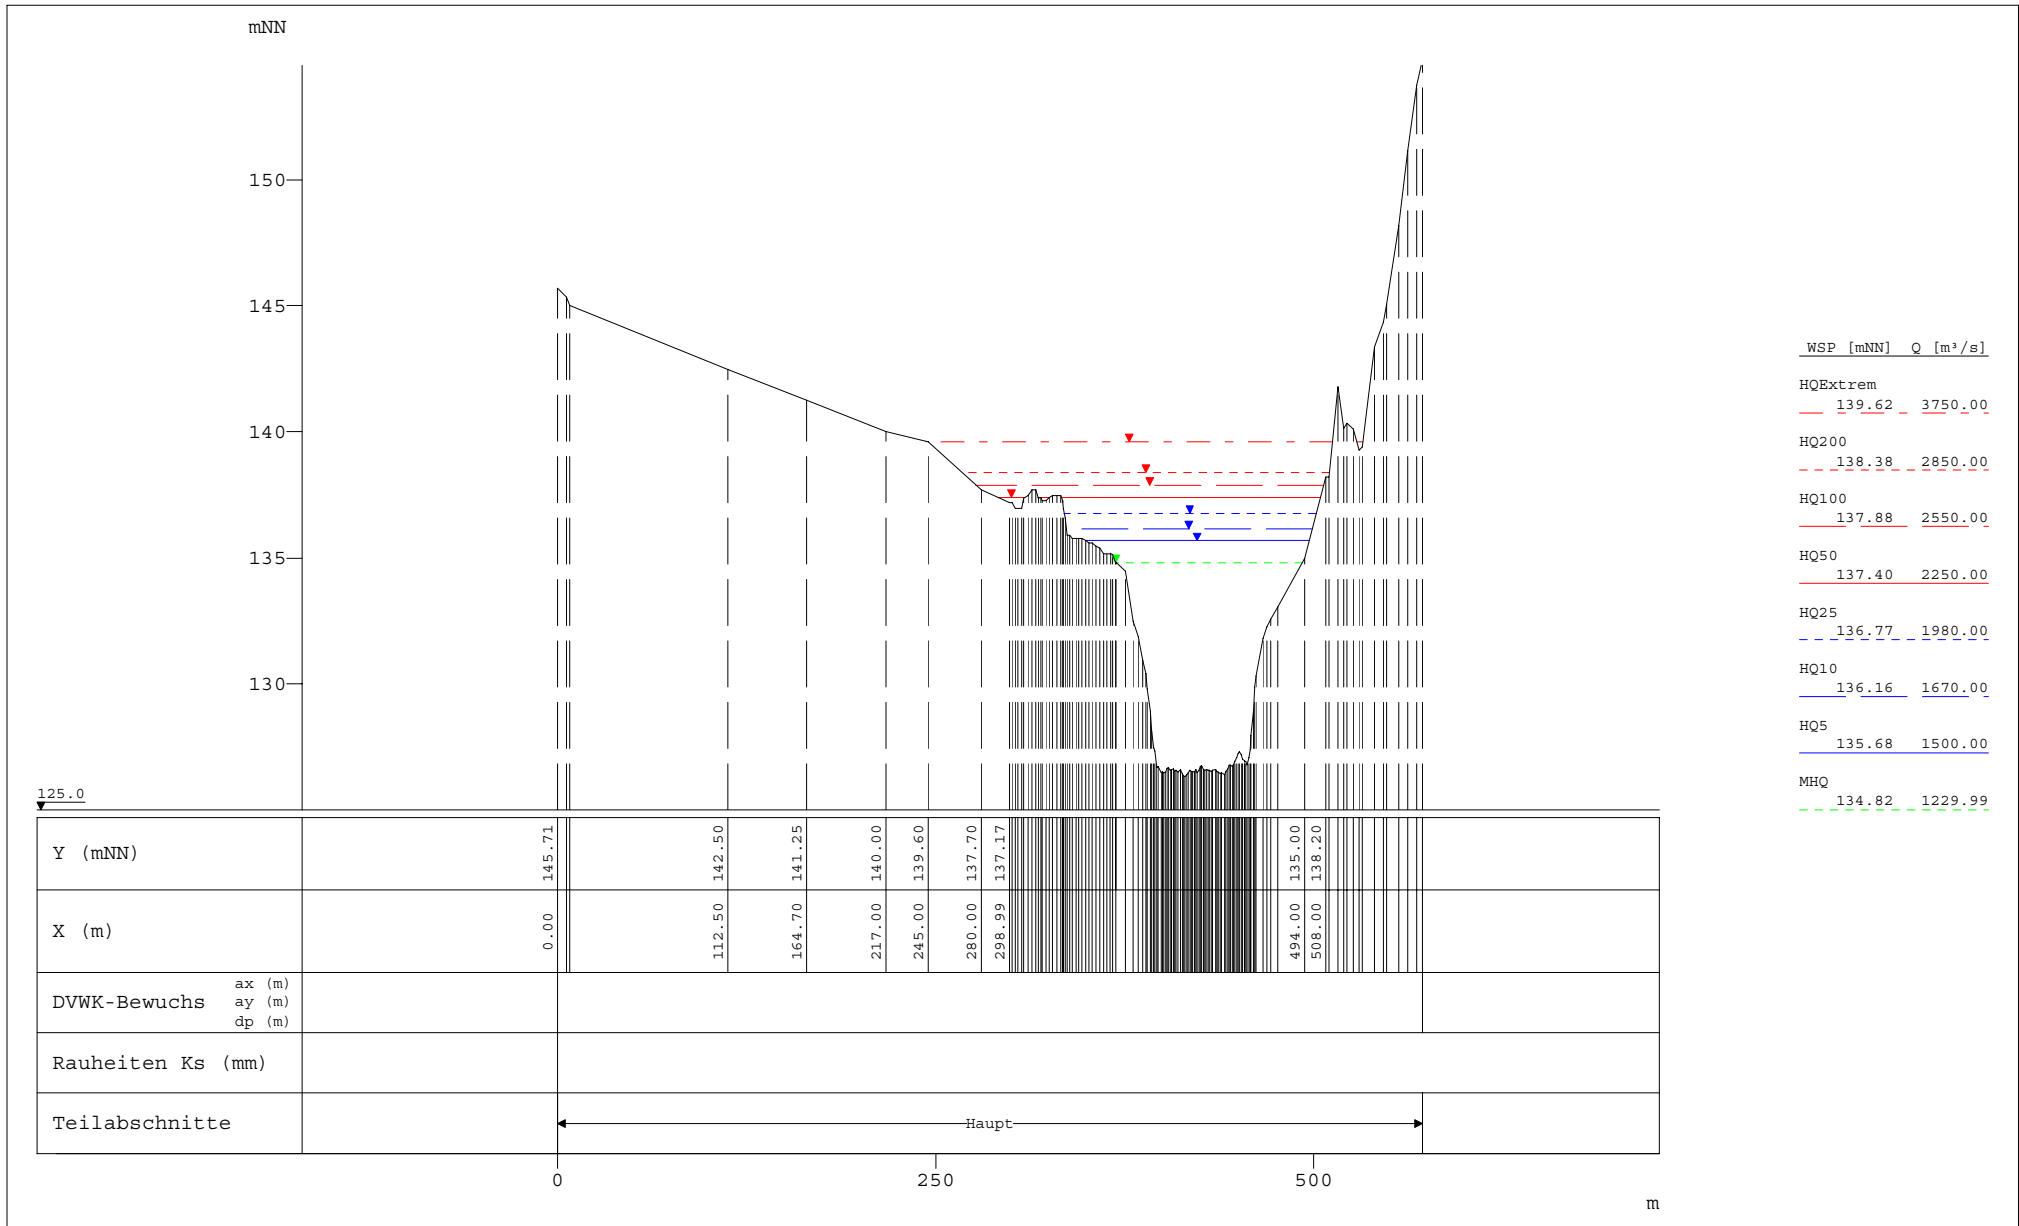 mNN
150
145
140
135
130
125.0
WSP [mNN] Q [m³/s]
HQExtrem
139.62 3750.00
HQ200
138.38 2850.00
HQ100
137.88 2550.00
HQ50
137.40 2250.00
HQ25
136.77 1980.00
HQ10
136.16 1670.00
HQ5
135.68 1500.00
MHQ
134.82 1229.99
Y (mNN)
145.71 142.50 141.25 140.00 139.60 137.70 137.17 135.00 138.20
X (m)
0.00 112.50 164.70 217.00 245.00 280.00 298.99 494.00 508.00
DVWK-Bewuchs
ax (m)
ay (m)
dp (m)
Rauheiten Ks (mm)
Teilabschnitte
Haupt
0 250 500
m